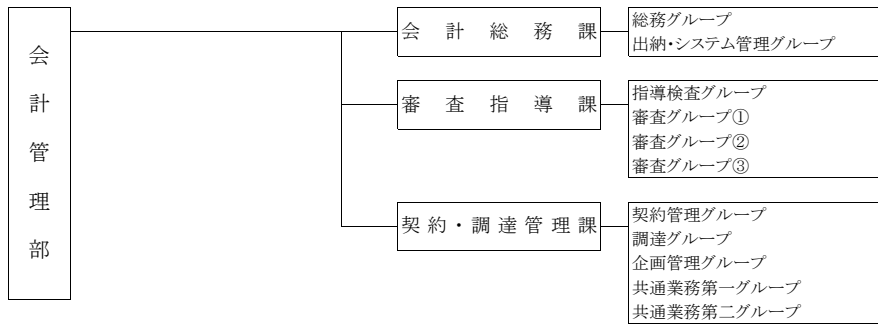 会計管理部
会計総務課
総務グループ
出納・システム管理グループ
審査指導課
指導検査グループ
審査グループ①
審査グループ②
審査グループ③
契約・調達管理課
契約管理グループ
調達グループ
企画管理グループ
共通業務第一グループ
共通業務第二グループ